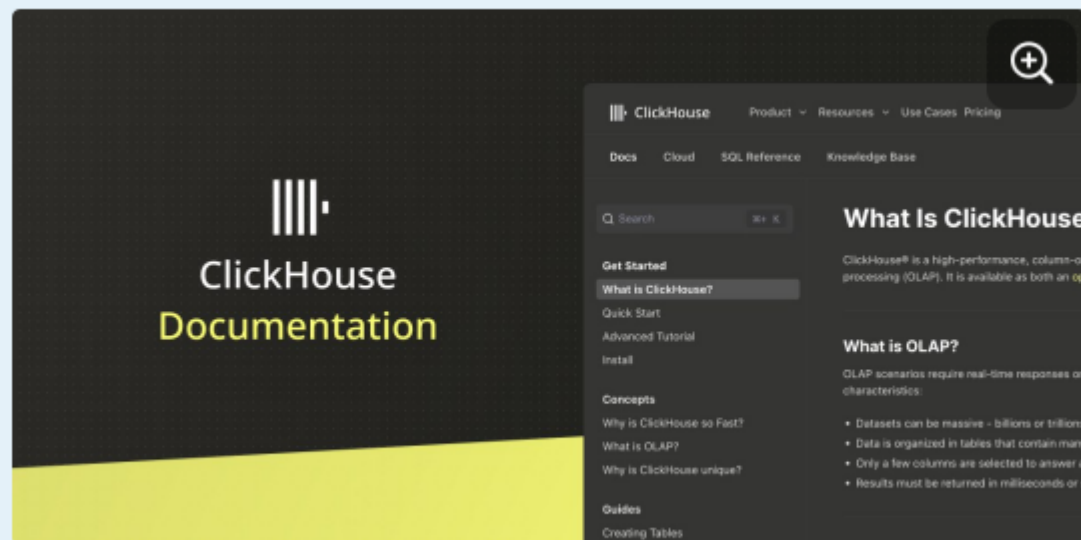 ClickHouse
Documentation
ClickHouse Product Resources Use Cases Pricing
Docs Cloud SQL Reference Knowledge Base
Search ⌘+ K
Get Started
What is ClickHouse?
Quick Start
Advanced Tutorial
Install
Concepts
Why is ClickHouse so Fast?
What is OLAP?
Why is ClickHouse unique?
Guides
Creating Tables
What Is ClickHouse
ClickHouse® is a high-performance, column-o
processing (OLAP). It is available as both an
What is OLAP?
OLAP scenarios require real-time responses
characteristics:
• Datasets can be massive - billions or trillion
• Data is organized in tables that contain
• Only a few columns are selected to answer
• Results must be returned in milliseconds or